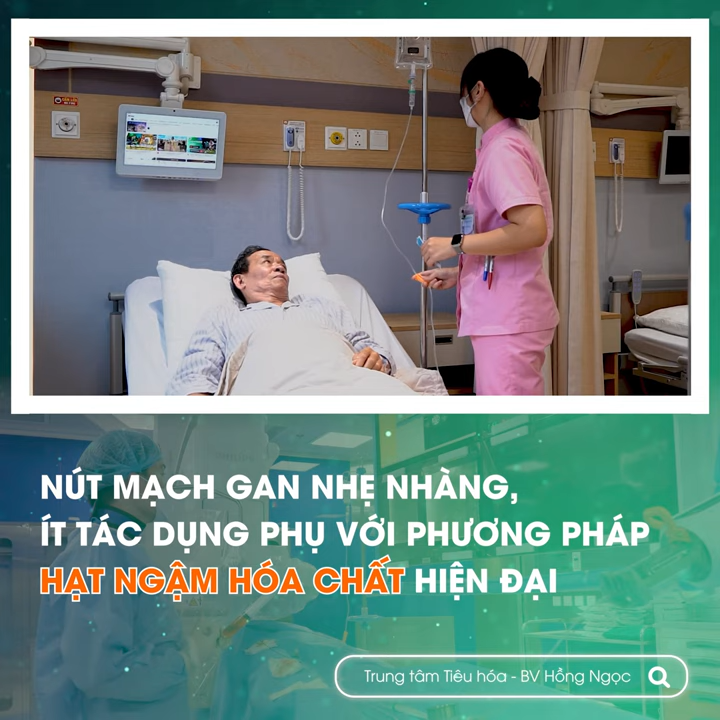 NÚT MẠCH GAN NHẸ NHÀNG,
ÍT TÁC DỤNG PHỤ VỚI PHƯƠNG PHÁP
HẠT NGẬM HÓA CHẤT HIỆN ĐẠI
Trung tâm Tiêu hóa - BV Hồng Ngọc